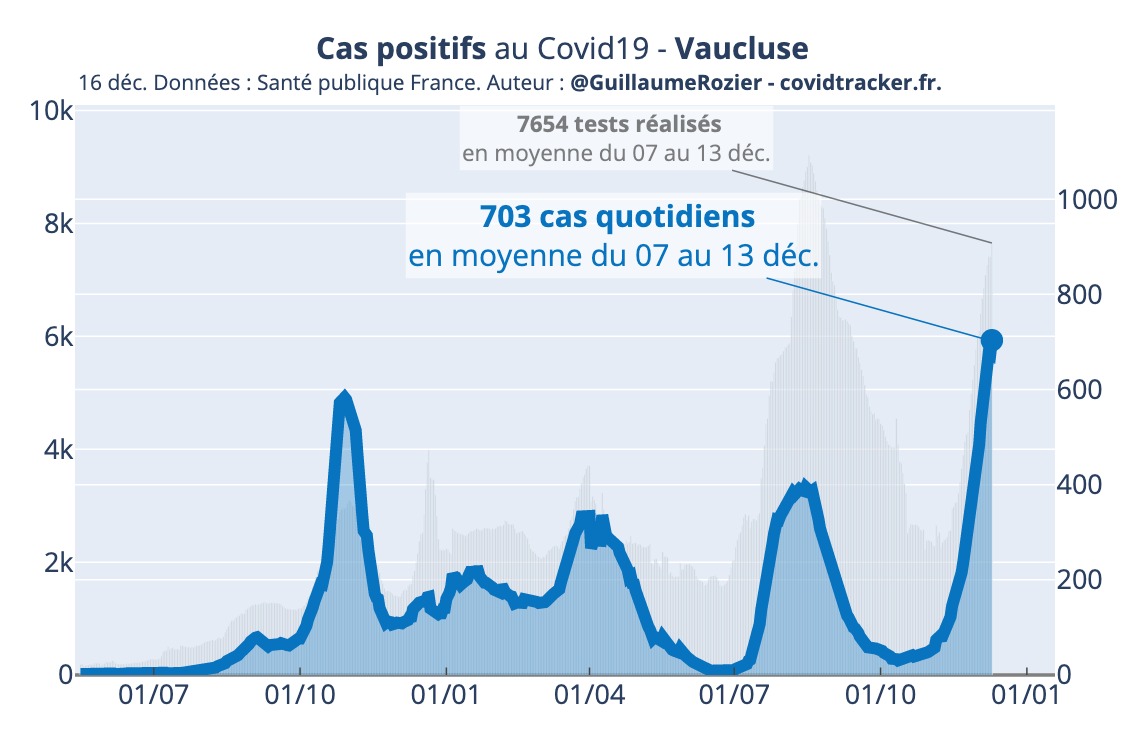 Cas positifs au Covid19 - Vaucluse
16 déc. Données : Santé publique France. Auteur : @GuillaumeRozier - covidtracker.fr.
10k
7654 tests réalisés
en moyenne du 07 au 13 déc.
1000
703 cas quotidiens
8k
en moyenne du 07 au 13 déc.
800
6k
600
4k
400
2k
200
0
0
01/07
01/10
01/01
01/04
01/07
01/10
01/01